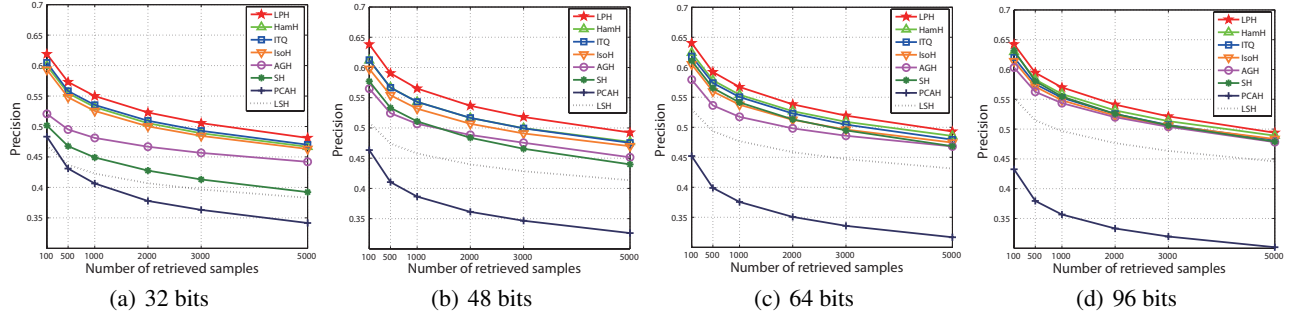 0.7
0.65
0.6
0.55
0.5
0.45
0.4
0.35
Precision
LPH
HamH
ITQ
IsoH
AGH
SH
PCAH
LSH
100 500 1000 2000 3000 5000
Number of retrieved samples
(a) 32 bits
0.7
0.65
0.6
0.55
0.5
0.45
0.4
0.35
Precision
LPH
HamH
ITQ
IsoH
AGH
SH
PCAH
LSH
100 500 1000 2000 3000 5000
Number of retrieved samples
(b) 48 bits
0.7
0.65
0.6
0.55
0.5
0.45
0.4
0.35
Precision
LPH
HamH
ITQ
IsoH
AGH
SH
PCAH
LSH
100 500 1000 2000 3000 5000
Number of retrieved samples
(c) 64 bits
0.7
0.65
0.6
0.55
0.5
0.45
0.4
0.35
Precision
LPH
HamH
ITQ
IsoH
AGH
SH
PCAH
LSH
100 500 1000 2000 3000 5000
Number of retrieved samples
(d) 96 bits